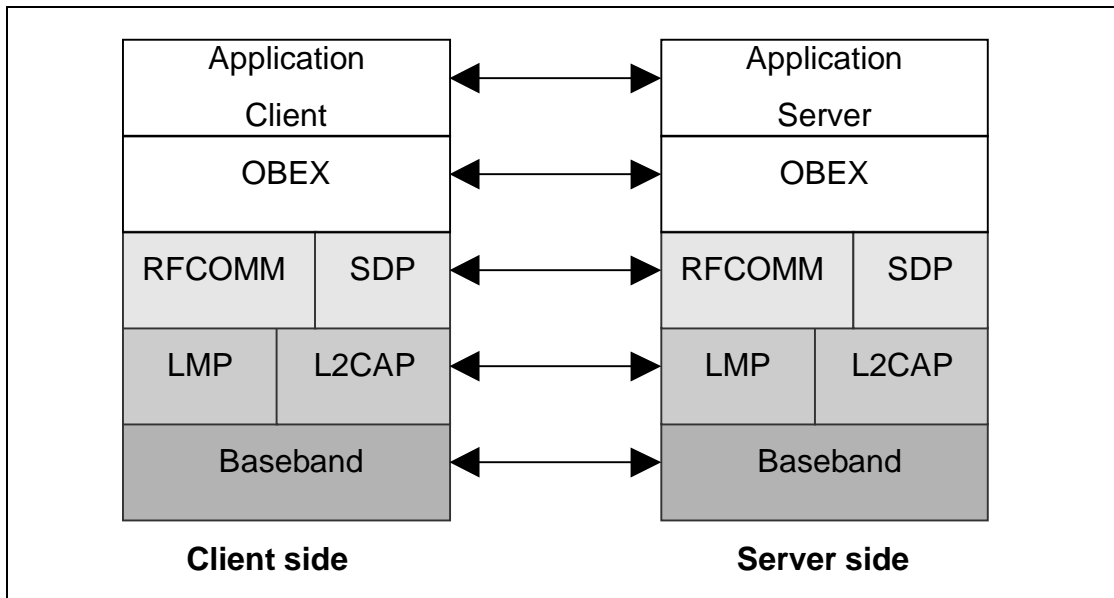 Application
Client
Application
Server
OBEX
OBEX
RFCOMM SDP
RFCOMM SDP
LMP L2CAP
LMP L2CAP
Baseband
Baseband
Client side
Server side